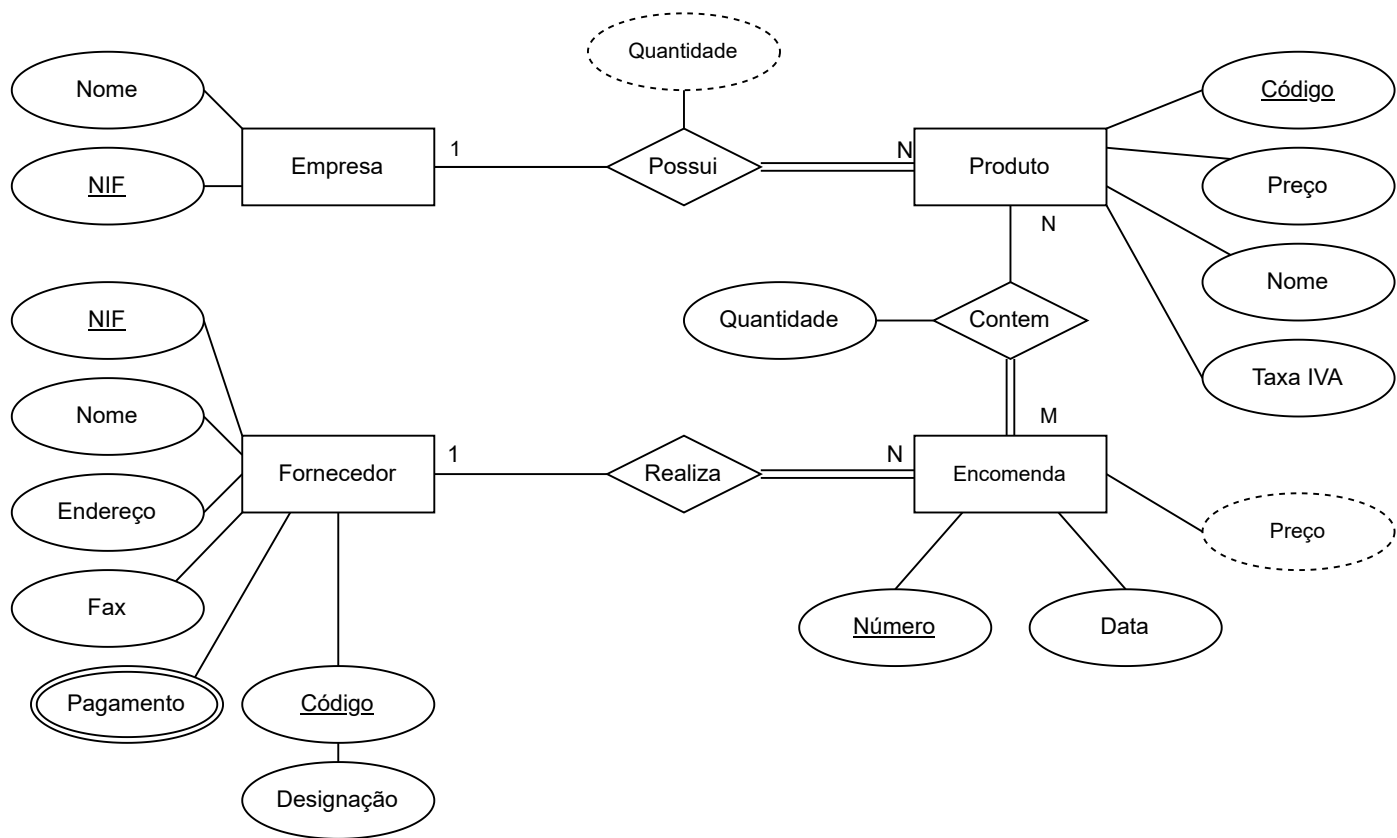 Quantidade
Nome
Código
Empresa
1
Possui
N
Produto
NIF
Preço
N
Nome
NIF
Quantidade
Contem
Taxa IVA
Nome
M
Fornecedor
1
Realiza
N
Encomenda
Endereço
Preço
Fax
Número
Data
Pagamento
Código
Designação